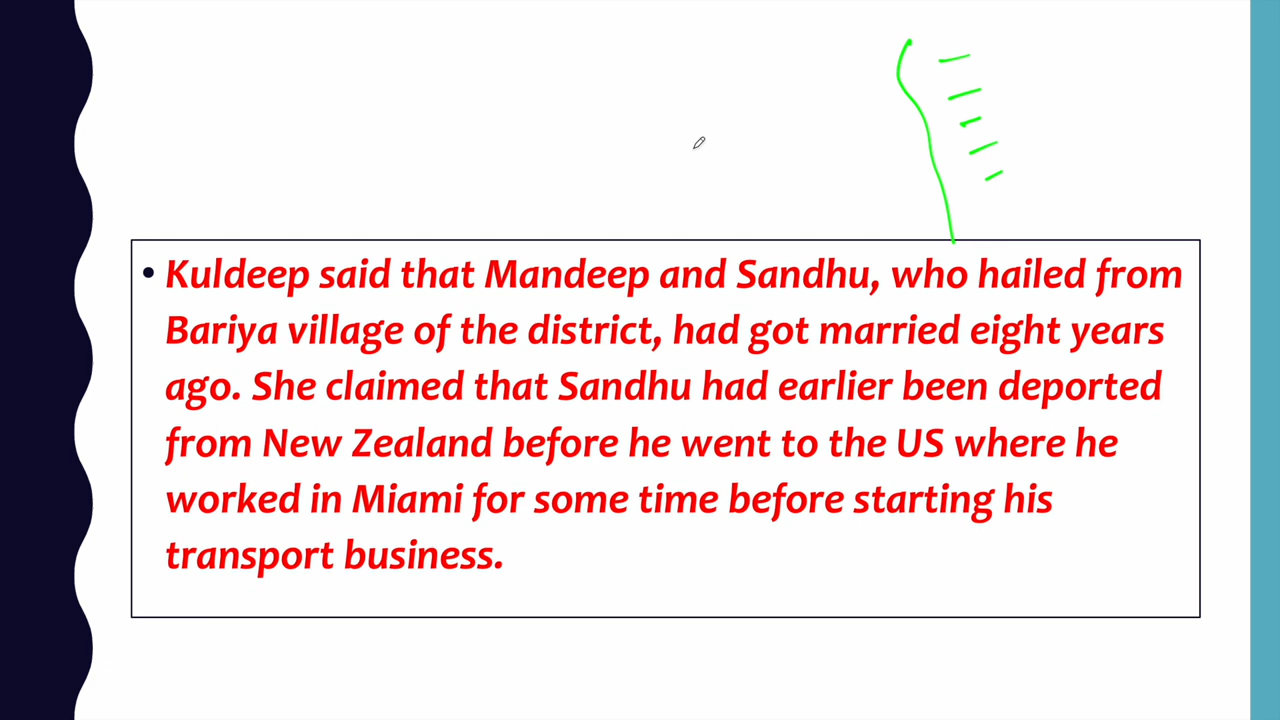 • Kuldeep said that Mandeep and Sandhu, who hailed from
Bariya village of the district, had got married eight years
ago. She claimed that Sandhu had earlier been deported
from New Zealand before he went to the US where he
worked in Miami for some time before starting his
transport business.